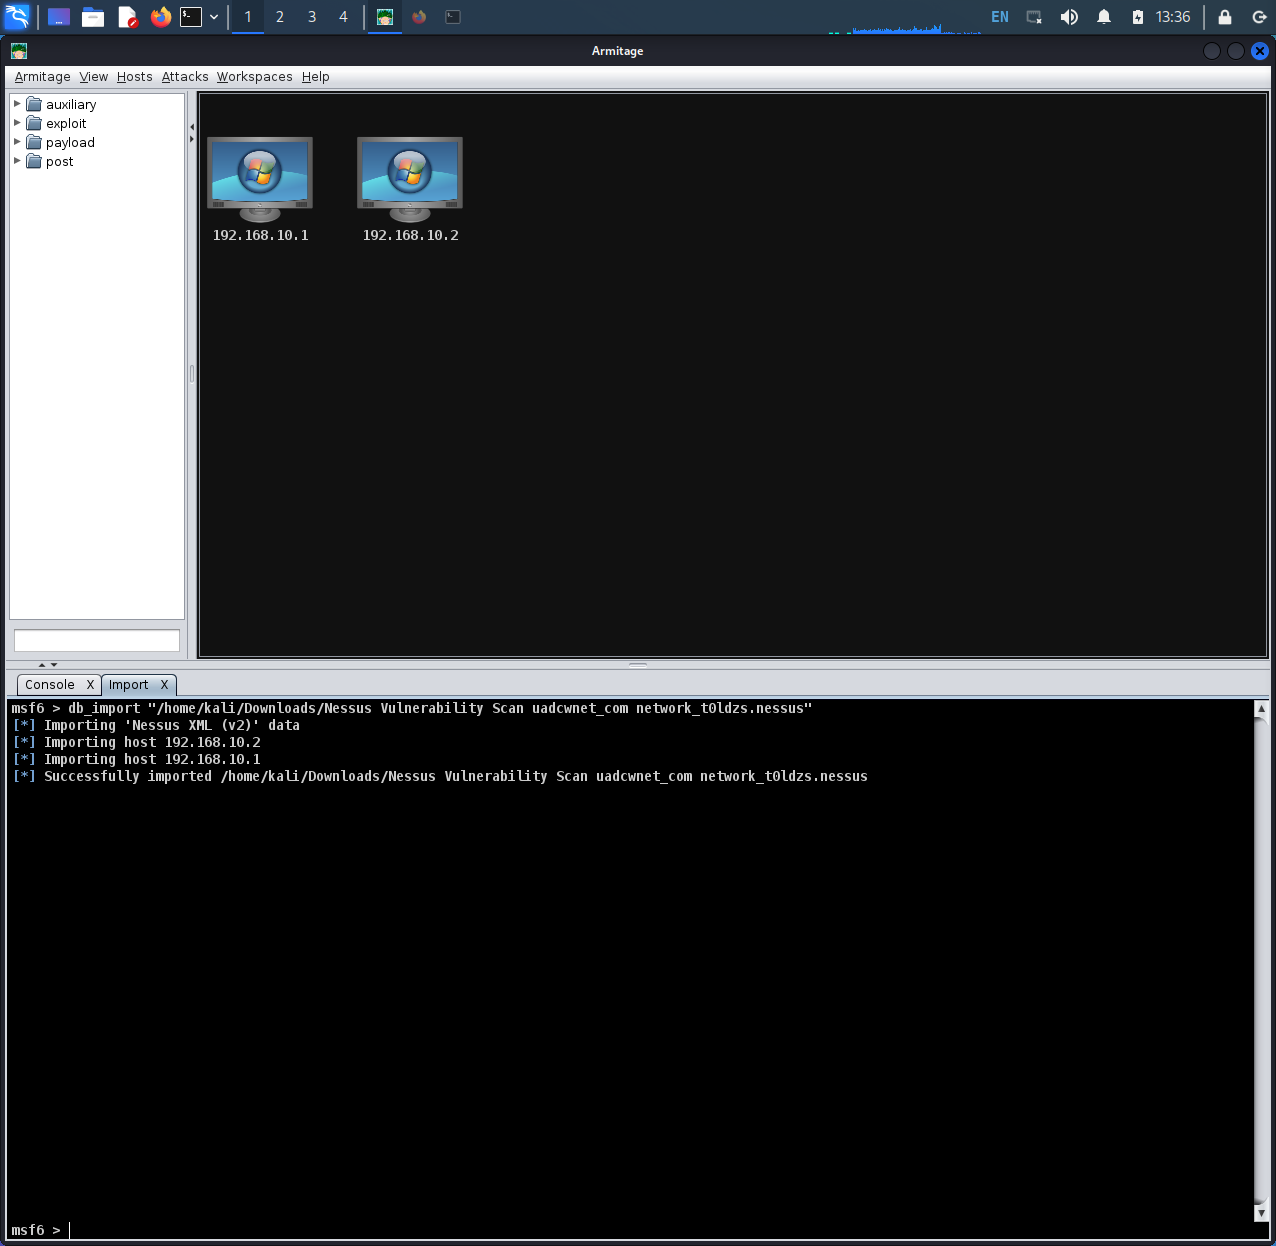 1 2 3 4 EN 13:36
Armitage
Armitage View Hosts Attacks Workspaces Help
auxiliary
exploit
payload
post
192.168.10.1 192.168.10.2
Console X Import X
msf6 > db_import "/home/kali/Downloads/Nessus Vulnerability Scan uadcwnet_com network_t0ldzs.nessus"
[*] Importing 'Nessus XML (v2)' data
[*] Importing host 192.168.10.2
[*] Importing host 192.168.10.1
[*] Successfully imported /home/kali/Downloads/Nessus Vulnerability Scan uadcwnet_com network_t0ldzs.nessus
msf6 >